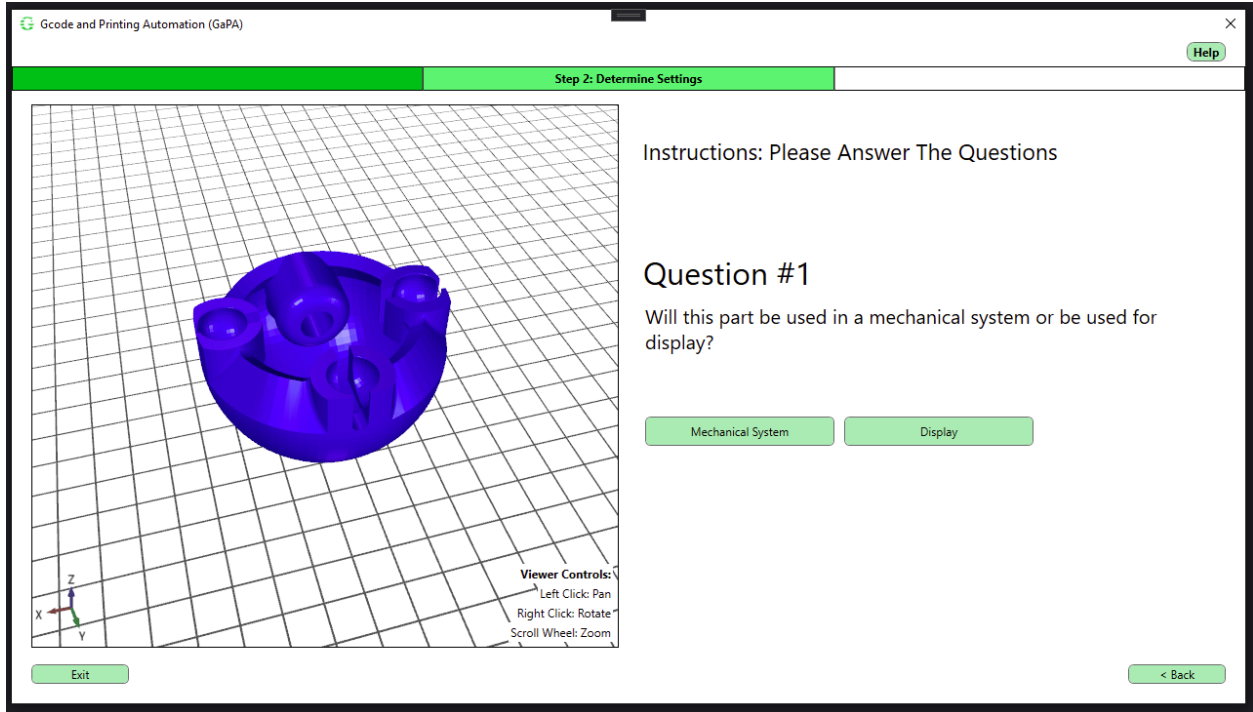 Gcode and Printing Automation (GaPA)
Help
Step 2: Determine Settings
Instructions: Please Answer The Questions
Question #1
Will this part be used in a mechanical system or be used for
display?
Mechanical System
Display
Viewer Controls:
Left Click: Pan
Right Click: Rotate
Scroll Wheel: Zoom
Z
X
Y
Exit
< Back